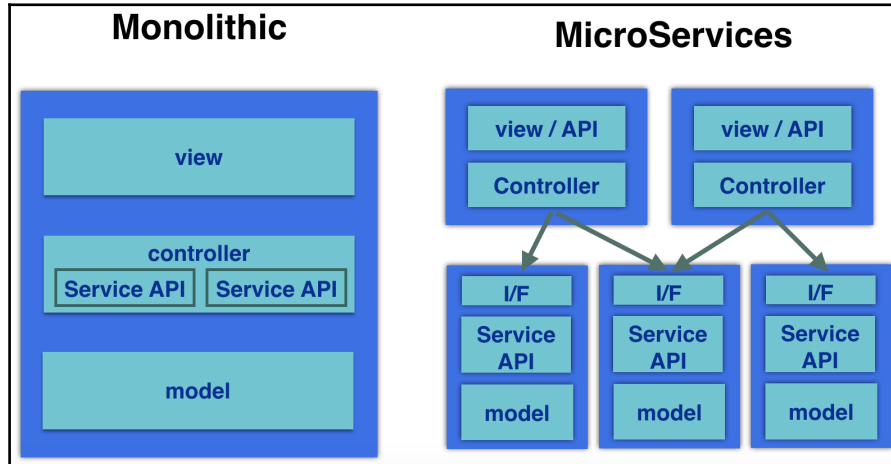 Monolithic
view
controller
Service API Service API
model
MicroServices
view / API
Controller
view / API
Controller
I/F
Service
API
model
I/F
Service
API
model
I/F
Service
API
model